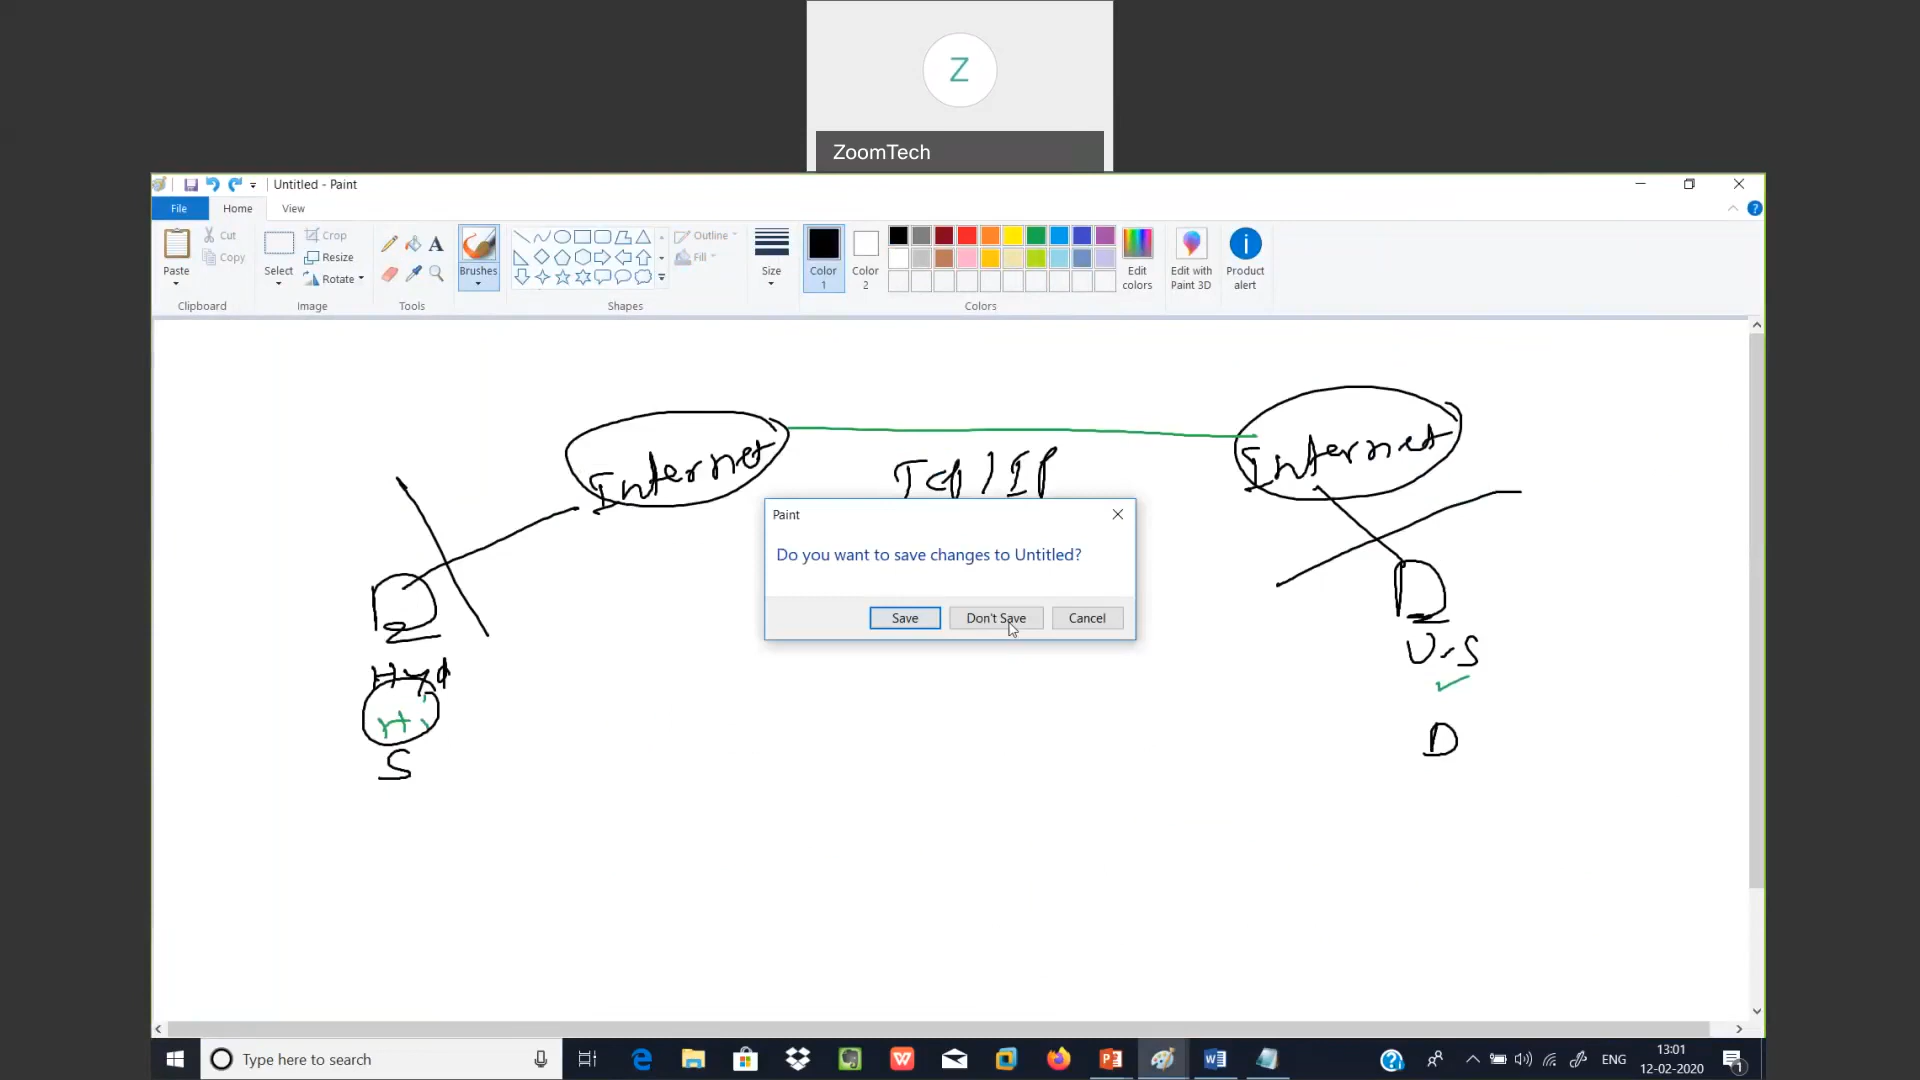 Z
ZoomTech
Untitled - Paint
File Home View
Paste
Clipboard
Cut
Copy
Select
Crop
Resize
Rotate
Image
A
Tools
Brushes
Shapes
Outline
Fill
Size
Color 1
Color 2
Edit colors
Colors
Edit with Paint 3D
Product alert
Internet
Internet
Tcp/IP
Paint
Do you want to save changes to Untitled?
Save Don't Save Cancel
Hyd
U.S
S
D
Type here to search
ENG
13:01
12-02-2020
1